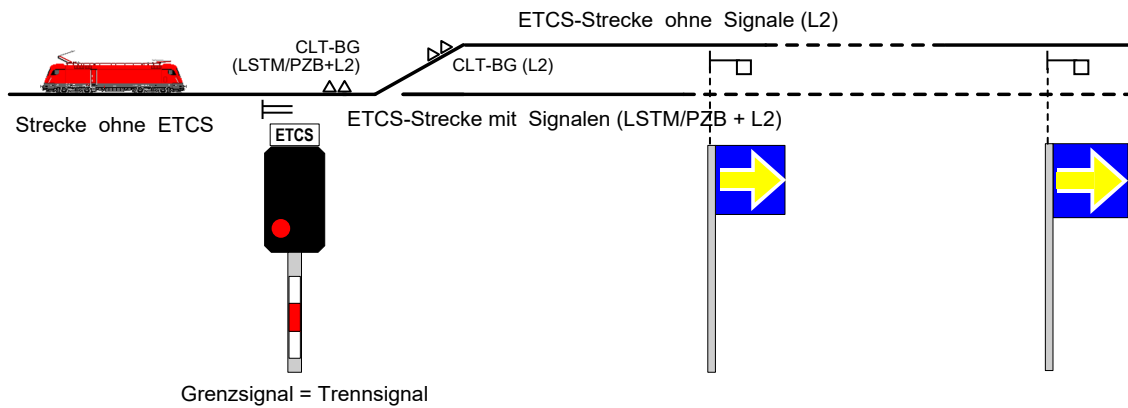 ETCS-Strecke ohne Signale (L2)
CLT-BG
(LSTM/PZB+L2)
CLT-BG (L2)
Strecke ohne ETCS
ETCS-Strecke mit Signalen (LSTM/PZB + L2)
ETCS
Grenzsignal = Trennsignal